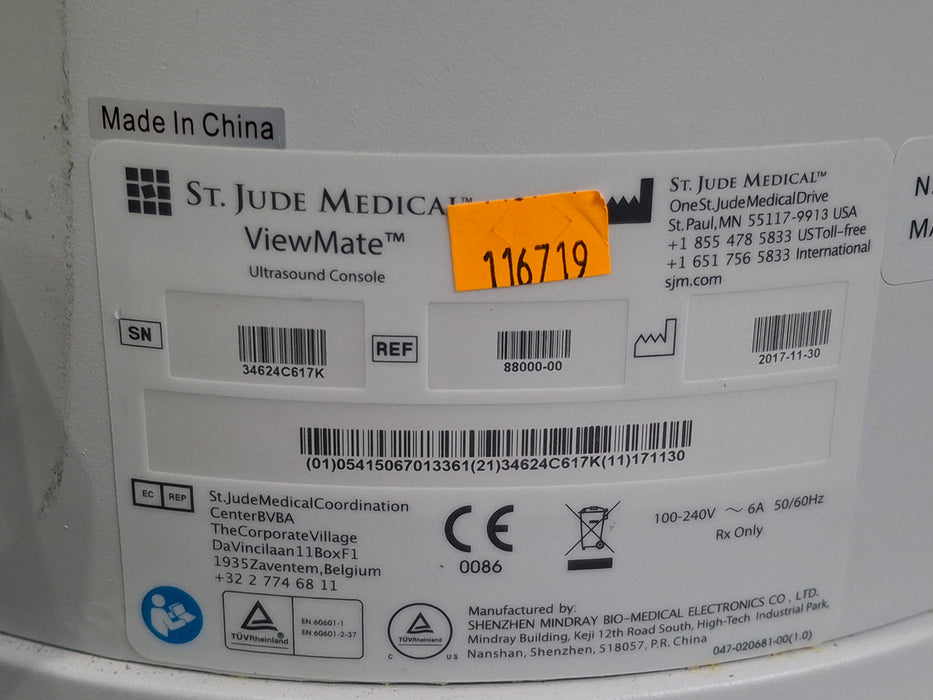 Made In China
ST. JUDE MEDICAL™
ViewMate™
Ultrasound Console
116719
ST. JUDE MEDICAL™
OneSt.JudeMedicalDrive
St.Paul,MN 55117-9913 USA
+1 855 478 5833 USToll-free
+1 651 756 5833 International
sjm.com
SN
34624C617K
REF
88000-00
2017-11-30
(01)05415067013361(21)34624C617K(11)171130
EC REP
St.JudeMedicalCoordination
CenterBVBA
TheCorporateVillage
DaVincilaan11BoxF1
1935Zaventem,Belgium
+32 2 774 68 11
CE
0086
100-240V ~ 6A 50/60Hz
Rx Only
TÜVRheinland
EN 60601-1
EN 60601-2-37
TÜVRheinland
C US
Manufactured by:
SHENZHEN MINDRAY BIO-MEDICAL ELECTRONICS CO., LTD.
Mindray Building, Keji 12th Road South, High-Tech Industrial Park,
Nanshan, Shenzhen, 518057, P.R. China
047-020681-00(1.0)